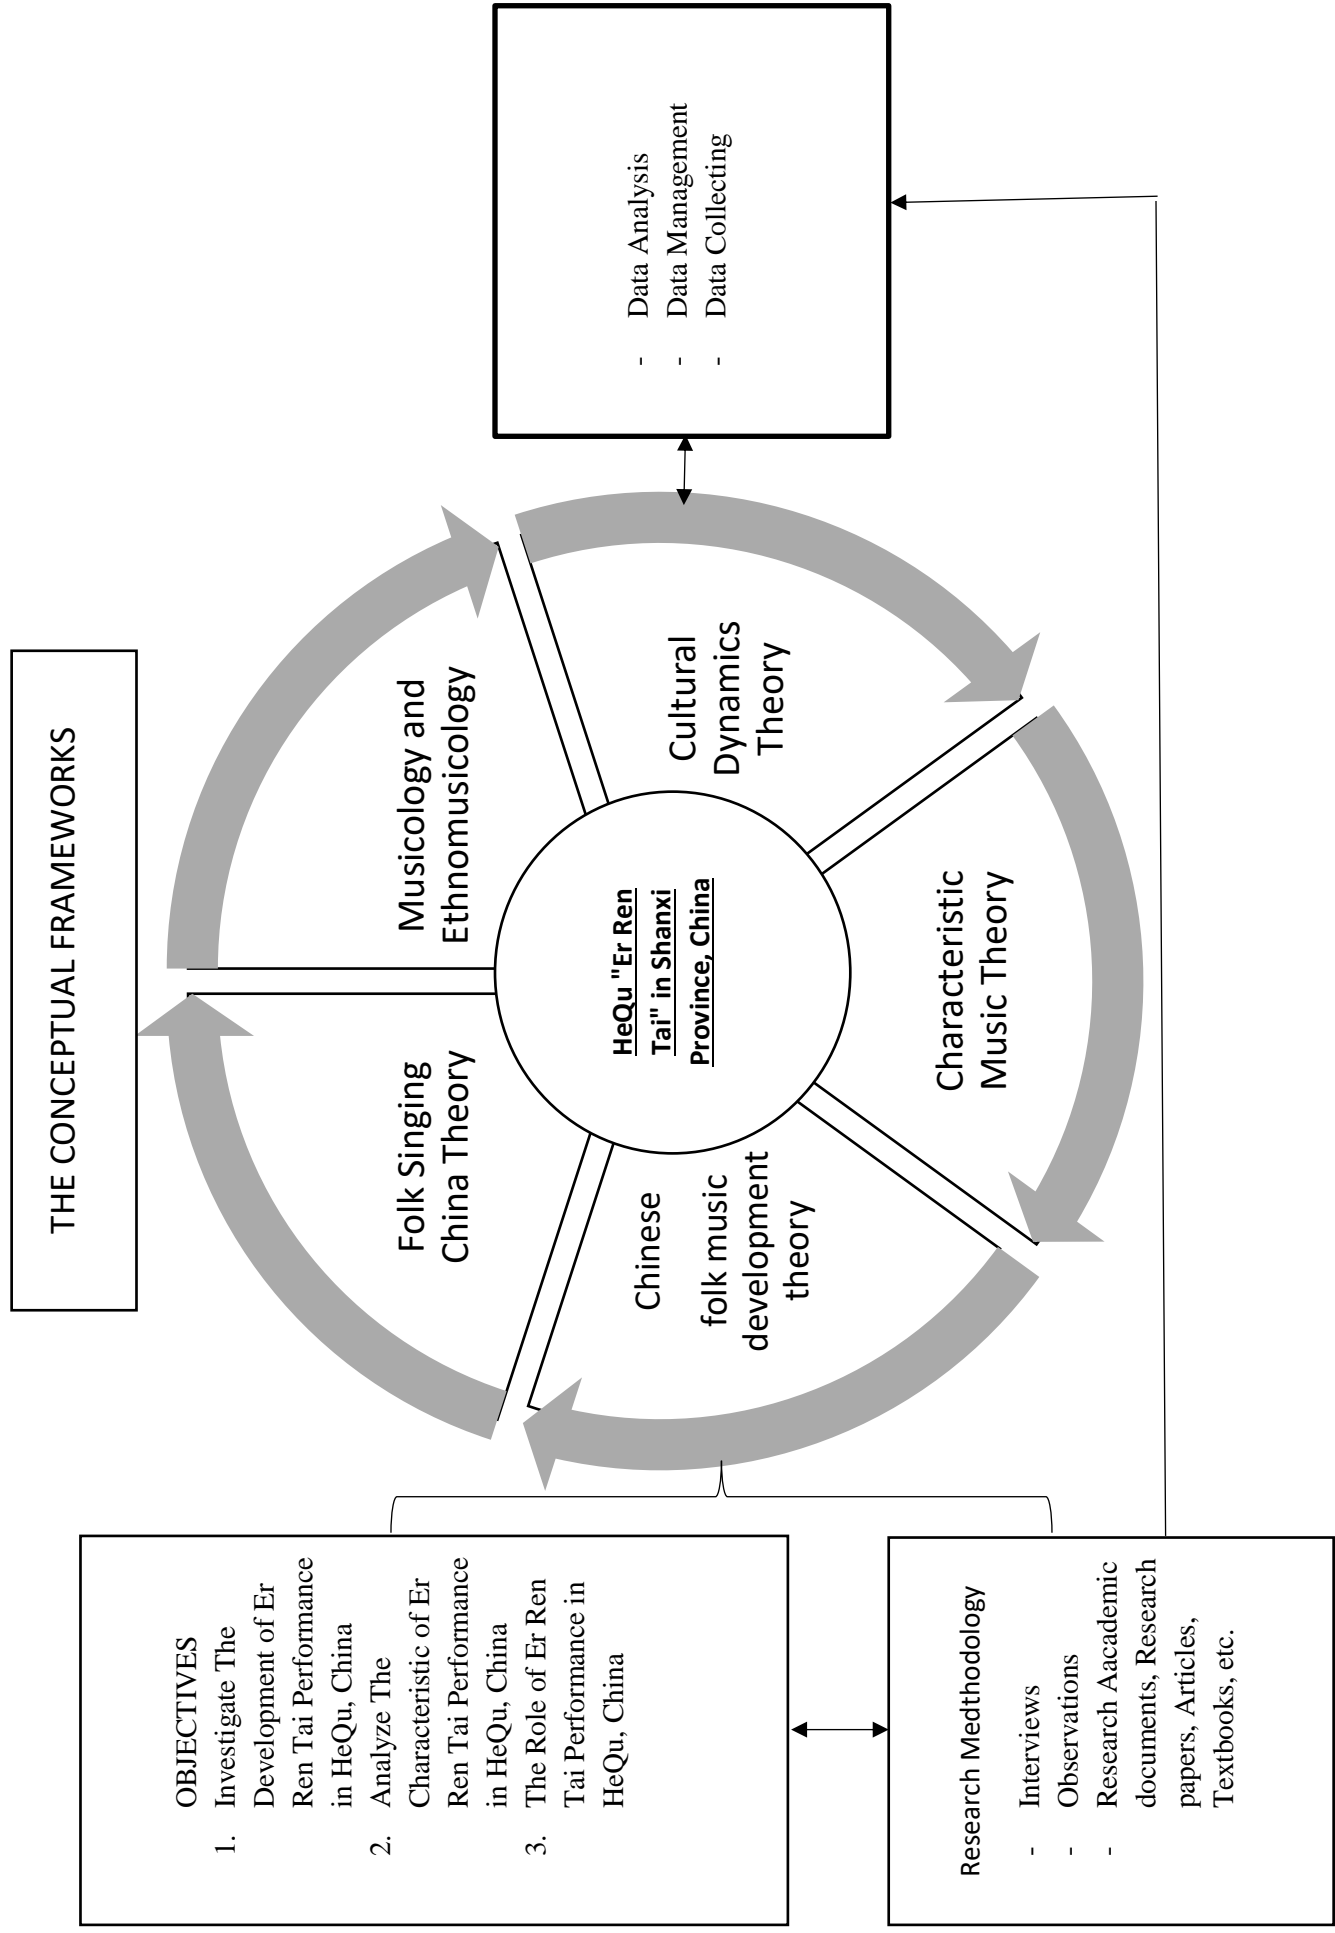 THE CONCEPTUAL FRAMEWORKS
OBJECTIVES
1. Investigate The
Development of Er
Ren Tai Performance
in HeQu, China
2. Analyze The
Characteristic of Er
Ren Tai Performance
in HeQu, China
3. The Role of Er Ren
Tai Performance in
HeQu, China
Research Medthodology
- Interviews
- Observations
- Research Aacademic
documents, Research
papers, Articles,
Textbooks, etc.
Folk Singing
China Theory
Musicology and
Ethnomusicology
Cultural
Dynamics
Theory
Characteristic
Music Theory
Chinese
folk music
development
theory
HeQu "Er Ren
Tai" in Shanxi
Province, China
- Data Analysis
- Data Management
- Data Collecting